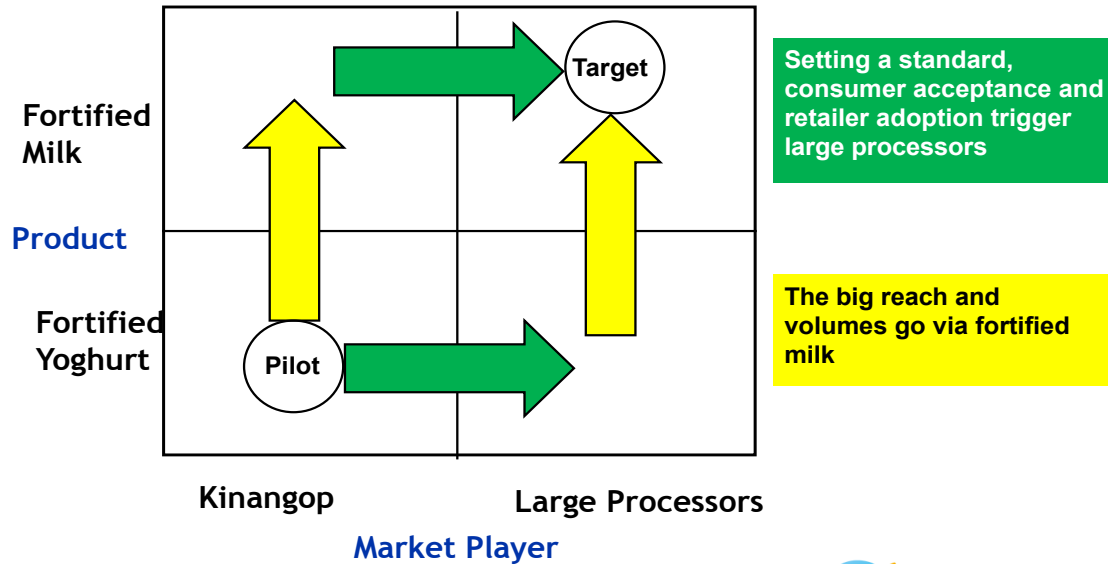 Target
Setting a standard,
consumer acceptance and
retailer adoption trigger
large processors
Fortified
Milk
Product
The big reach and
volumes go via fortified
milk
Fortified
Yoghurt
Pilot
Kinangop
Large Processors
Market Player